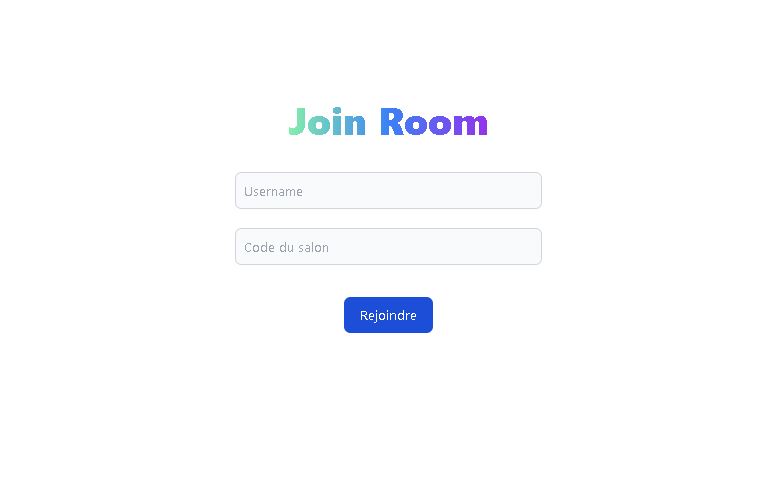 Join Room
Username
Code du salon
Rejoindre